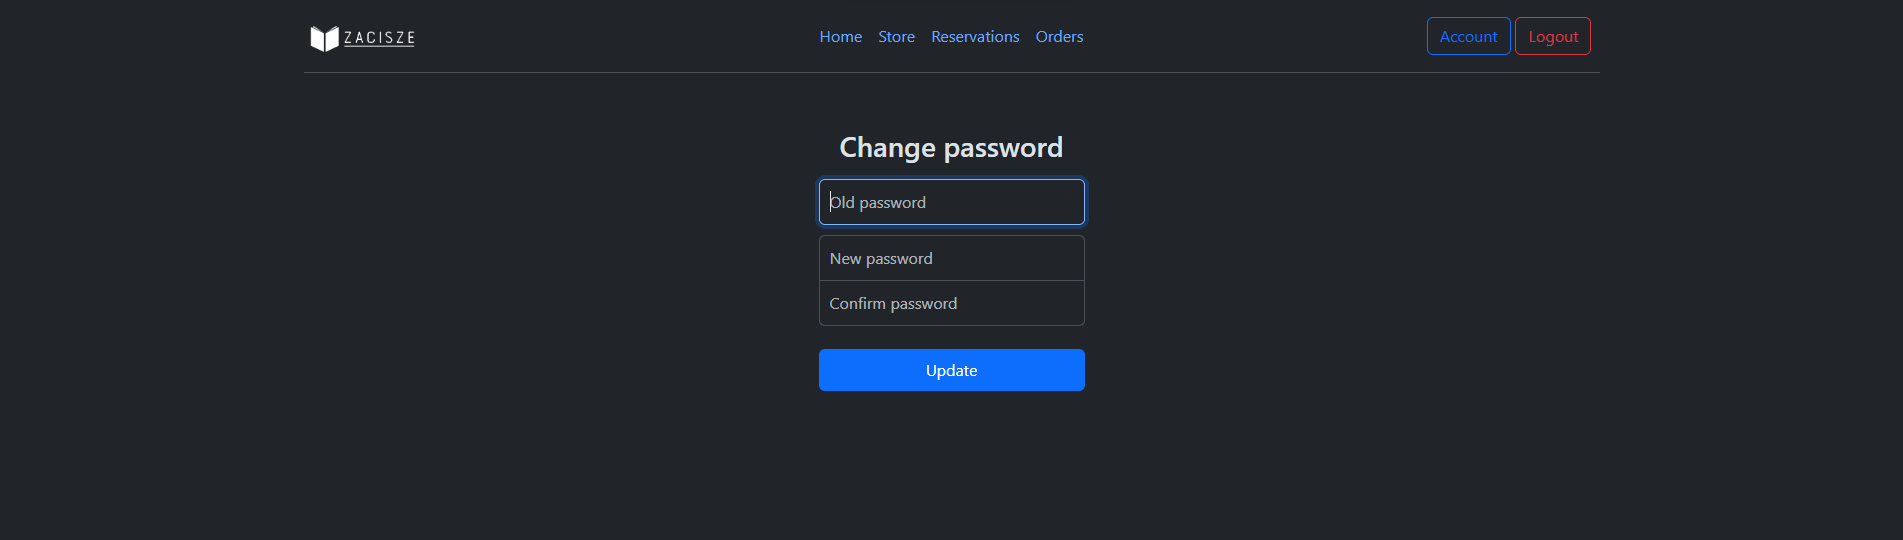 ZACISZE
Home Store Reservations Orders
Account Logout
Change password
Old password
New password
Confirm password
Update